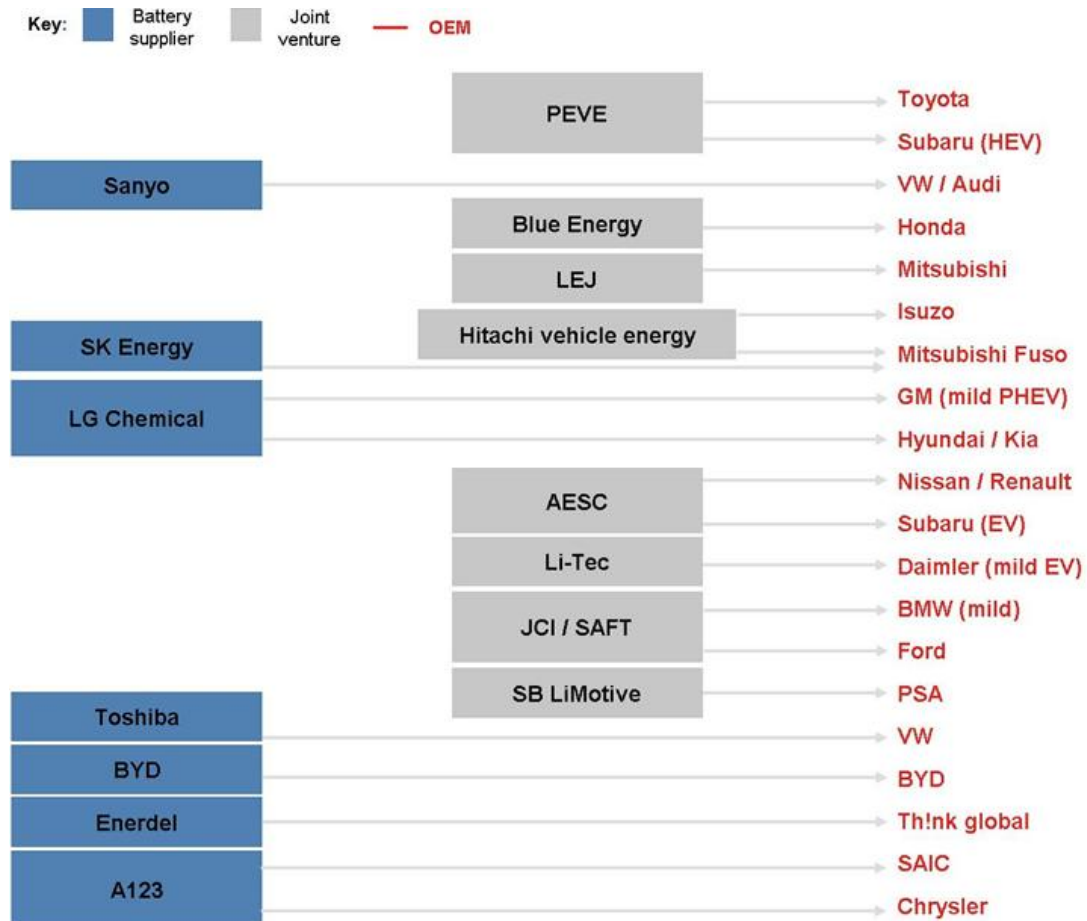 Key:
Battery
supplier
Joint
venture
OEM
PEVE
Toyota
Subaru (HEV)
Sanyo
VW / Audi
Blue Energy
Honda
LEJ
Mitsubishi
Hitachi vehicle energy
Isuzo
SK Energy
Mitsubishi Fuso
LG Chemical
GM (mild PHEV)
Hyundai / Kia
AESC
Nissan / Renault
Subaru (EV)
Li-Tec
Daimler (mild EV)
JCI / SAFT
BMW (mild)
Ford
SB LiMotive
PSA
Toshiba
VW
BYD
BYD
Enerdel
Th!nk global
A123
SAIC
Chrysler